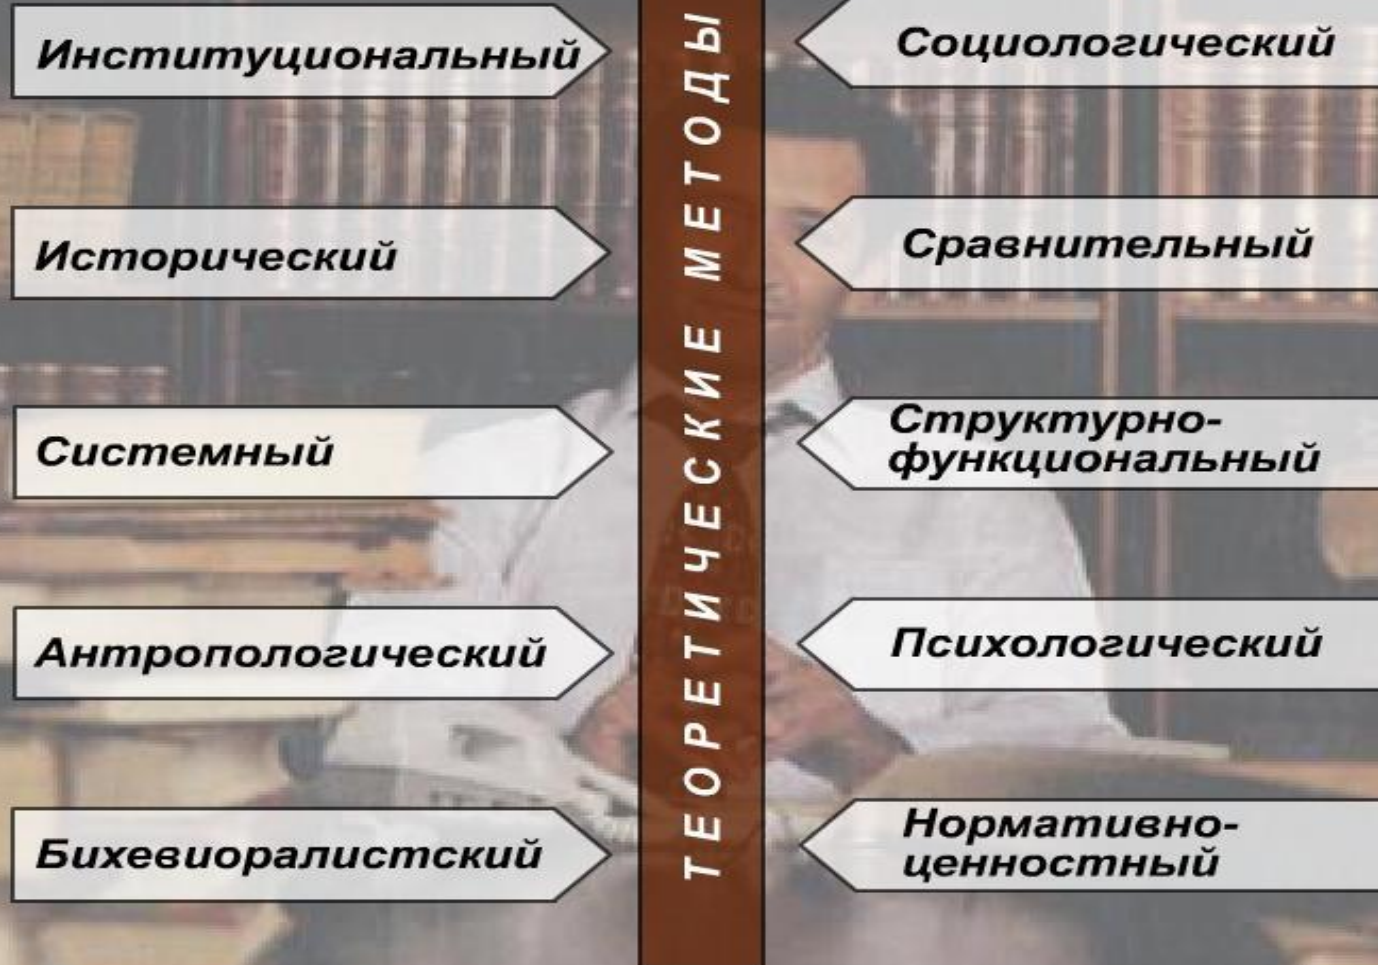 Институциональный
Исторический
Системный
Антропологический
Бихевиоралистский
ТЕОРЕТИЧЕСКИЕ МЕТОДЫ
Социологический
Сравнительный
Структурно-
функциональный
Психологический
Нормативно-
ценностный